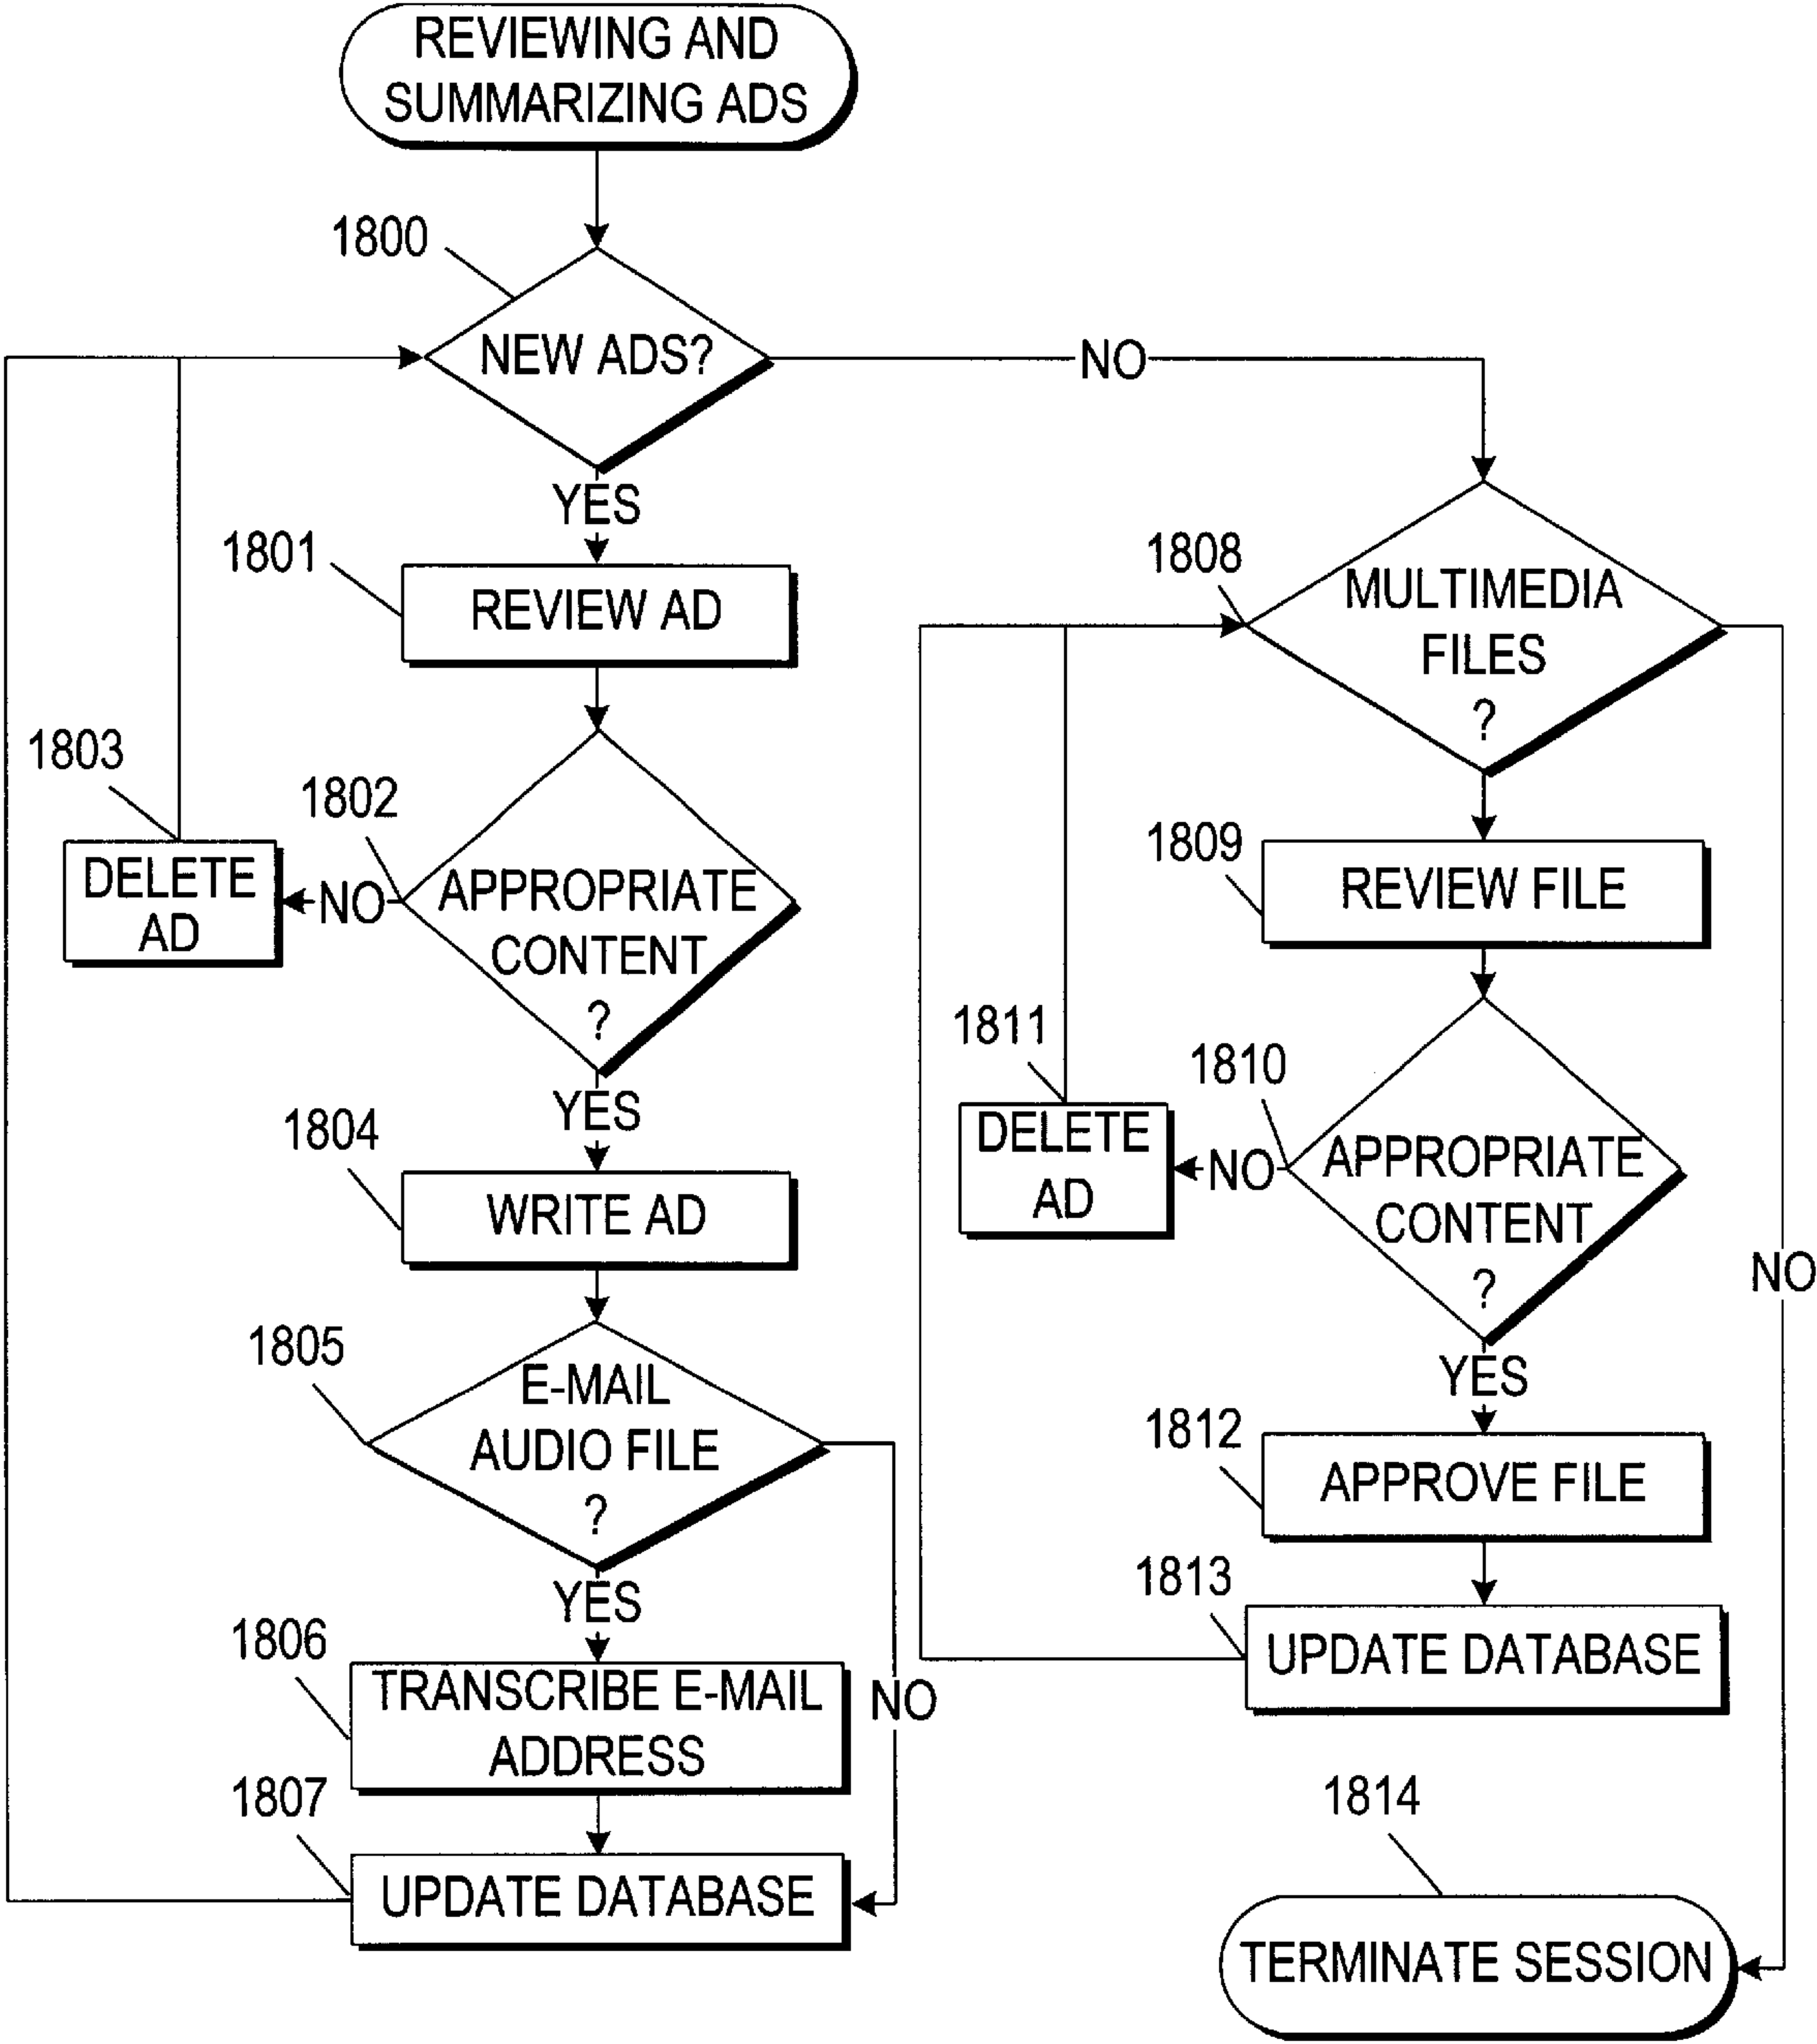 REVIEWING AND
SUMMARIZING ADS
1800
NEW ADS?
NO
YES
1801
REVIEW AD
1802
APPROPRIATE
CONTENT
?
NO
1803
DELETE
AD
YES
1804
WRITE AD
1805
E-MAIL
AUDIO FILE
?
YES
NO
1806
TRANSCRIBE E-MAIL
ADDRESS
1807
UPDATE DATABASE
1808
MULTIMEDIA
FILES
?
NO
1809
REVIEW FILE
1810
APPROPRIATE
CONTENT
?
NO
1811
DELETE
AD
YES
1812
APPROVE FILE
1813
UPDATE DATABASE
1814
TERMINATE SESSION